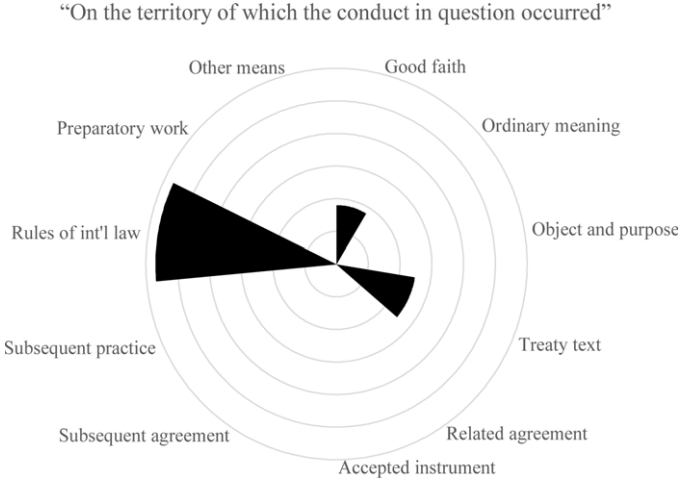 “On the territory of which the conduct in question occurred”
Other means
Good faith
Preparatory work
Ordinary meaning
Rules of int'l law
Object and purpose
Subsequent practice
Treaty text
Subsequent agreement
Related agreement
Accepted instrument